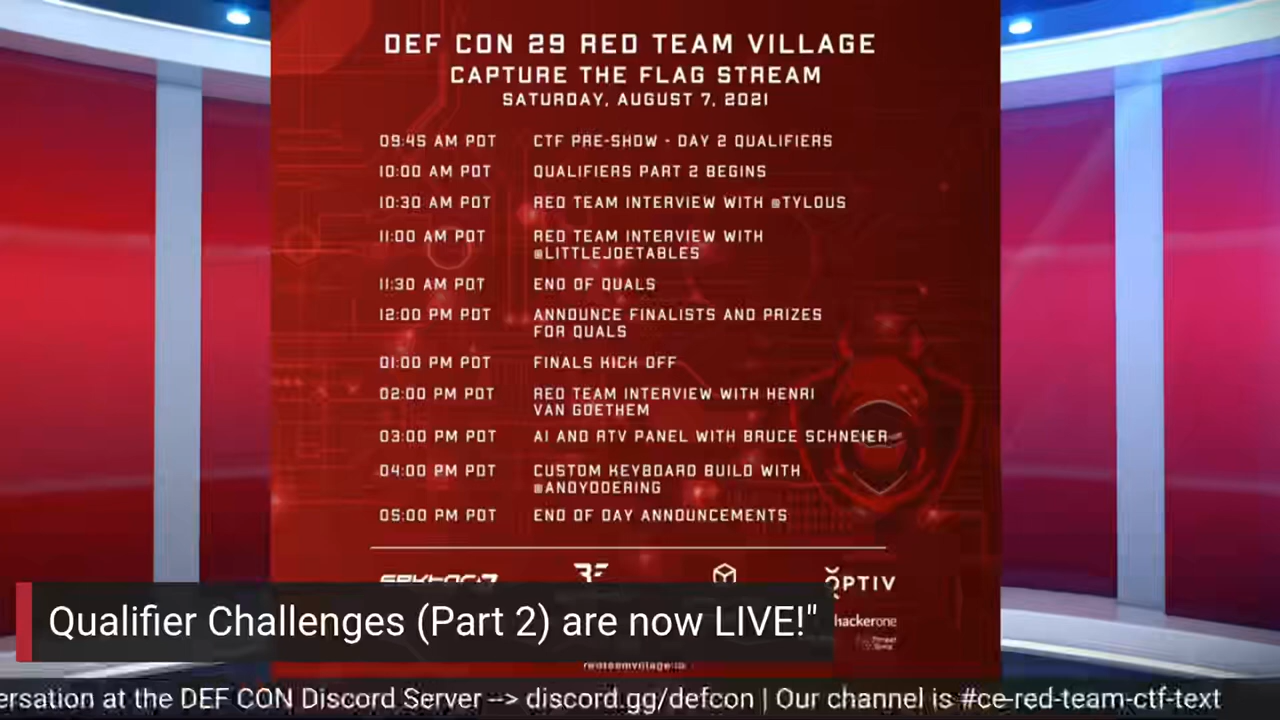 DEF CON 29 RED TEAM VILLAGE
CAPTURE THE FLAG STREAM
SATURDAY, AUGUST 7, 2021
09:45 AM PDT CTF PRE-SHOW - DAY 2 QUALIFIERS
10:00 AM PDT QUALIFIERS PART 2 BEGINS
10:30 AM PDT RED TEAM INTERVIEW WITH @TYLOUS
11:00 AM PDT RED TEAM INTERVIEW WITH
@LITTLEJOETABLES
11:30 AM PDT END OF QUALS
12:00 PM PDT ANNOUNCE FINALISTS AND PRIZES
FOR QUALS
01:00 PM PDT FINALS KICK OFF
02:00 PM PDT RED TEAM INTERVIEW WITH HENRI
VAN GOETHEM
03:00 PM PDT AI AND RTV PANEL WITH BRUCE SCHNEIER
04:00 PM PDT CUSTOM KEYBOARD BUILD WITH
@ANDYODERING
05:00 PM PDT END OF DAY ANNOUNCEMENTS
OPTIV
hackerone
Qualifier Challenges (Part 2) are now LIVE!"
ersation at the DEF CON Discord Server --> discord.gg/defcon | Our channel is #ce-red-team-ctf-text